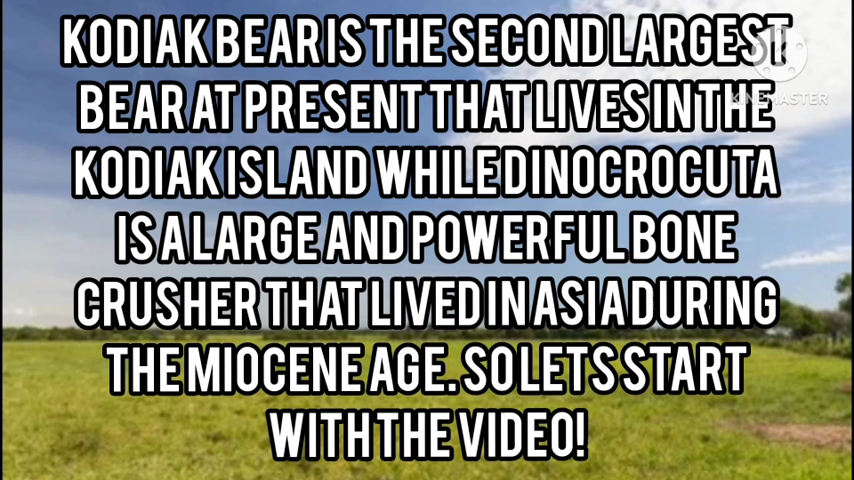 KODIAK BEAR IS THE SECOND LARGEST
BEAR AT PRESENT THAT LIVES IN THE
KODIAK ISLAND WHILE DINOCROCUTA
IS A LARGE AND POWERFUL BONE
CRUSHER THAT LIVED IN ASIA DURING
THE MIOCENE AGE. SO LETS START
WITH THE VIDEO!
KINEMASTER